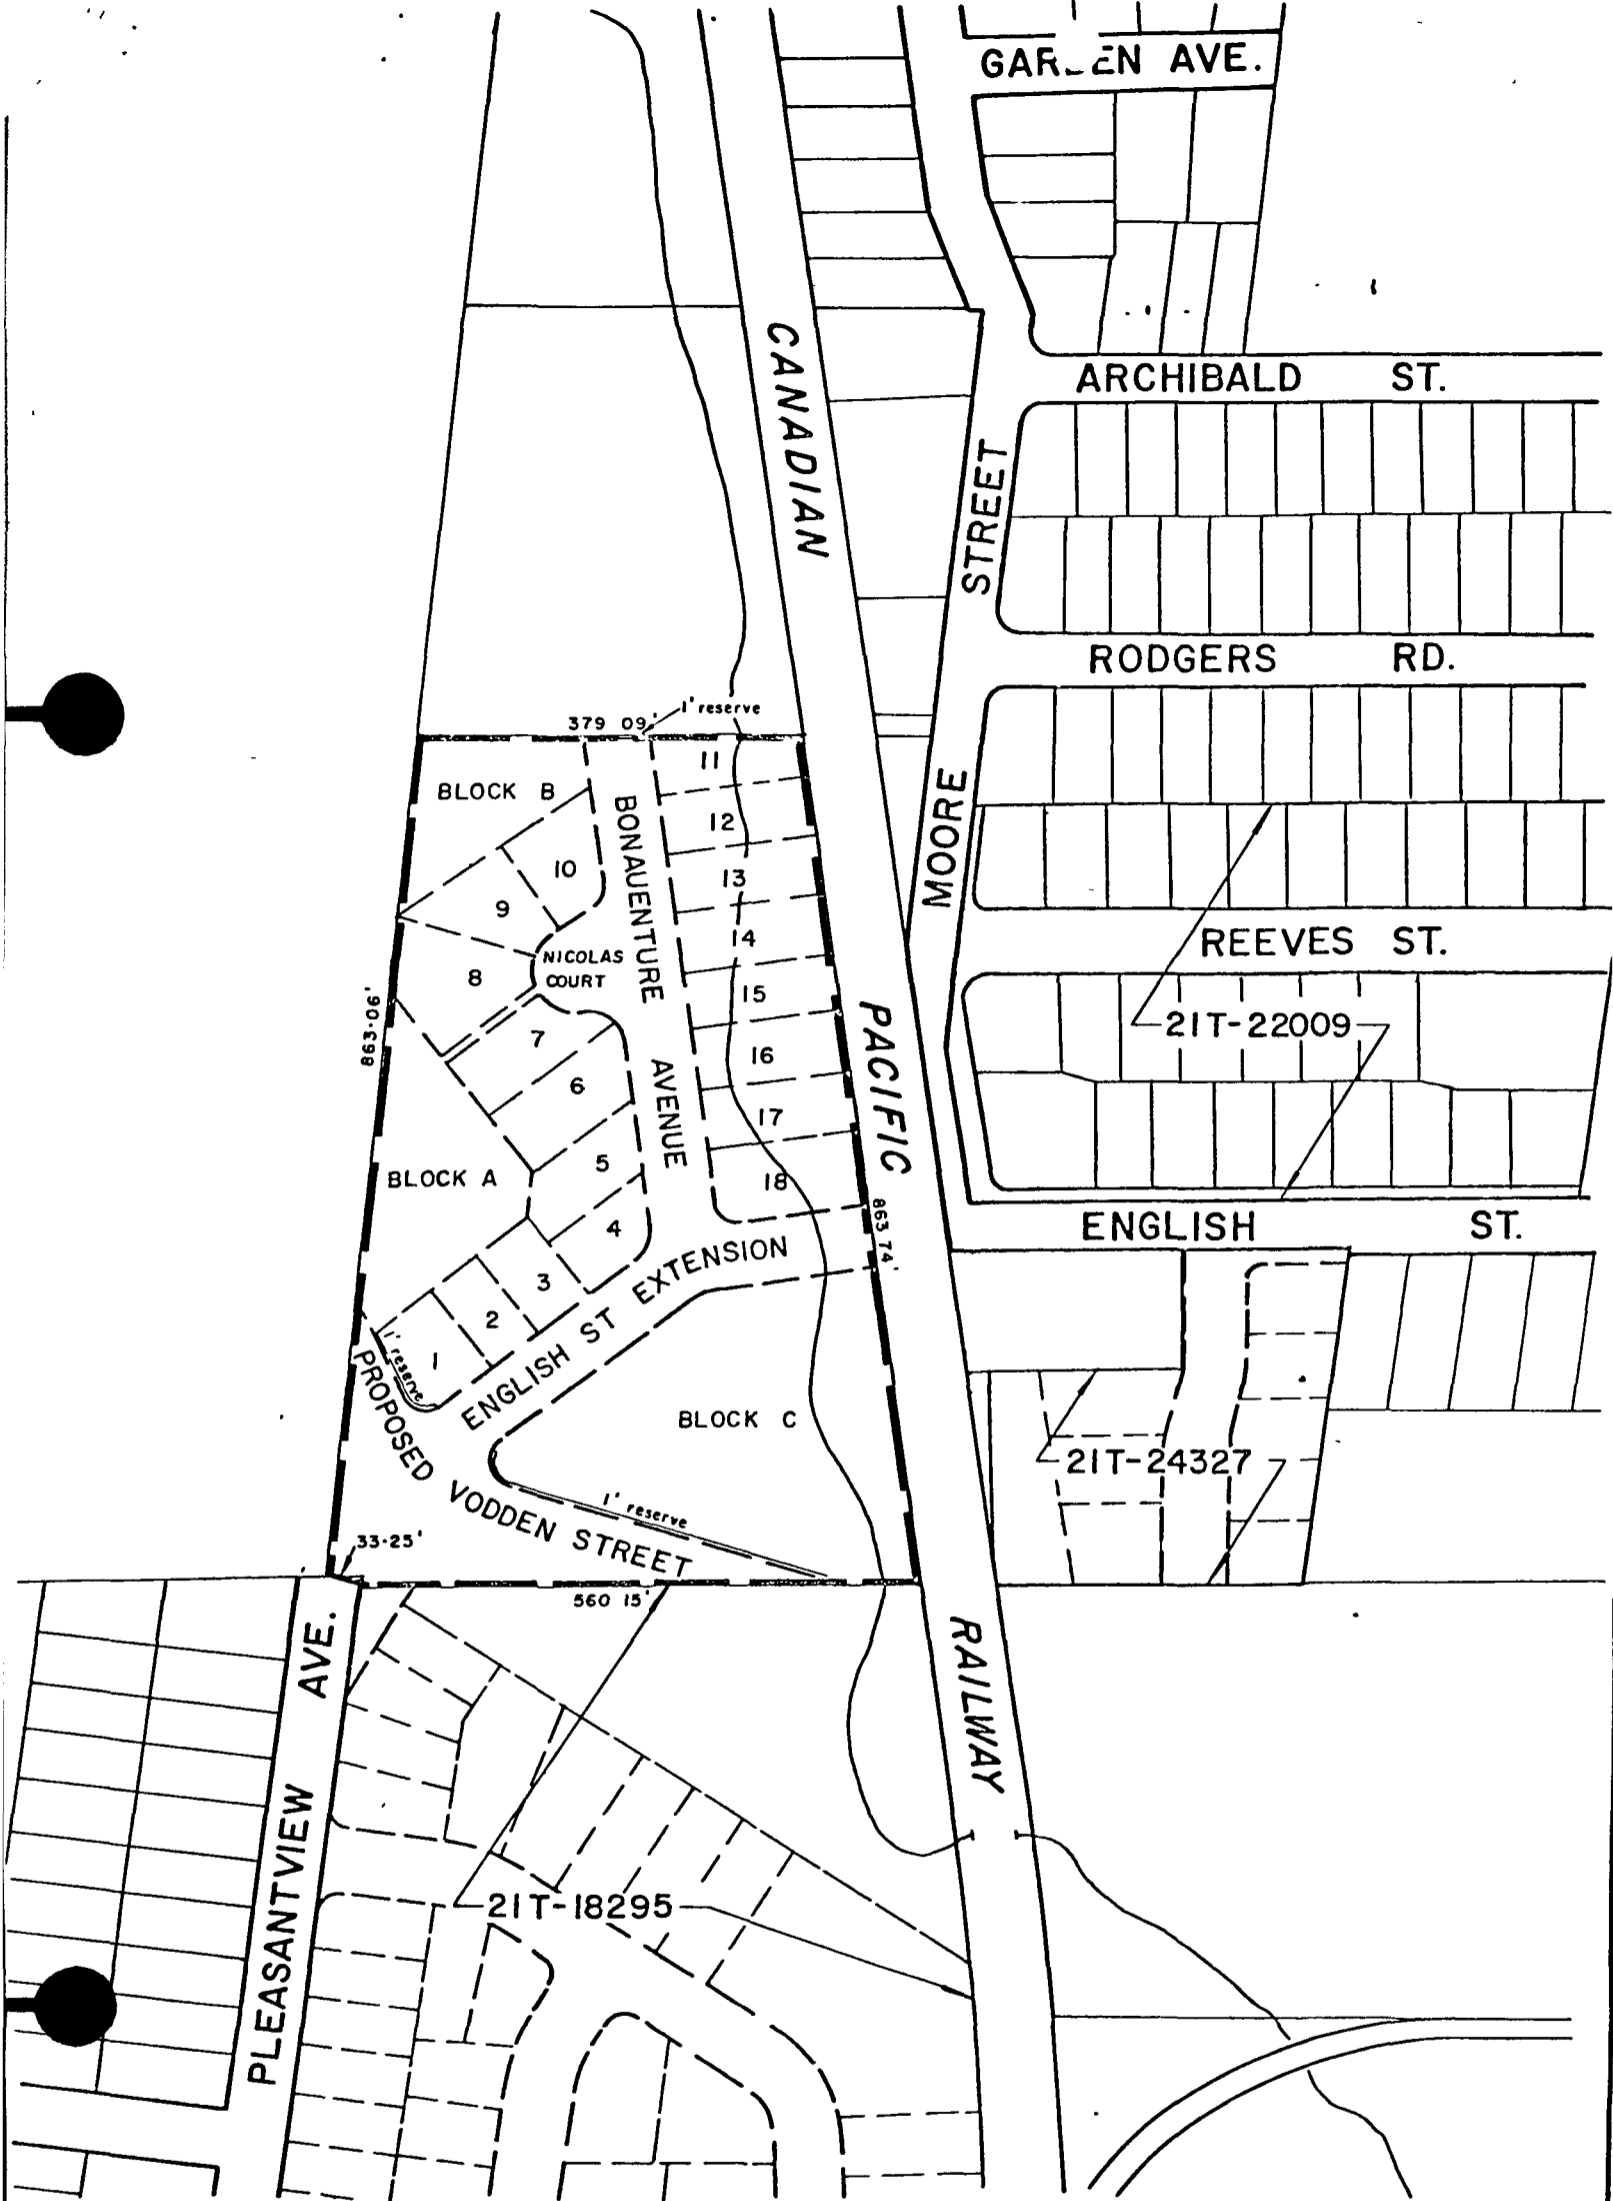 AVE.
ARCHIBALD ST.
CANADIAN
STREET
RODGERS RD.
1' reserve
379 09'
BLOCK B
11
BONAUENTURE
12
MOORE
10
13
9
14
REEVES ST.
NICOLAS
COURT
8
15
863·06'
PACIFIC
21T-22009
7
16
6
AVENUE
17
5
BLOCK A
18
863 74'
4
ENGLISH ST.
3
2
1
1' reserve
ENGLISH ST EXTENSION
PROPOSED VODDEN STREET
BLOCK C
21T-24327
1' reserve
33·25'
560 15'
PLEASANTVIEW AVE.
RAILWAY
21T-18295